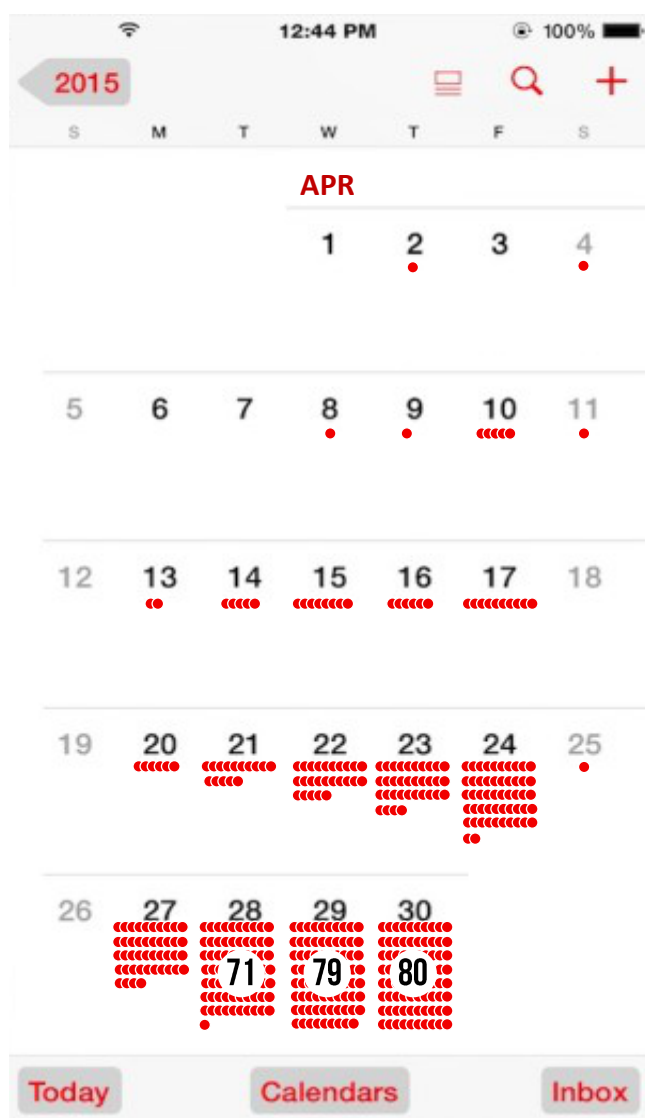 12:44 PM 100%
2015
S M T W T F S
APR
1 2 3 4
5 6 7 8 9 10 11
12 13 14 15 16 17 18
19 20 21 22 23 24 25
26 27 28 29 30
71 79 80
Today Calendars Inbox